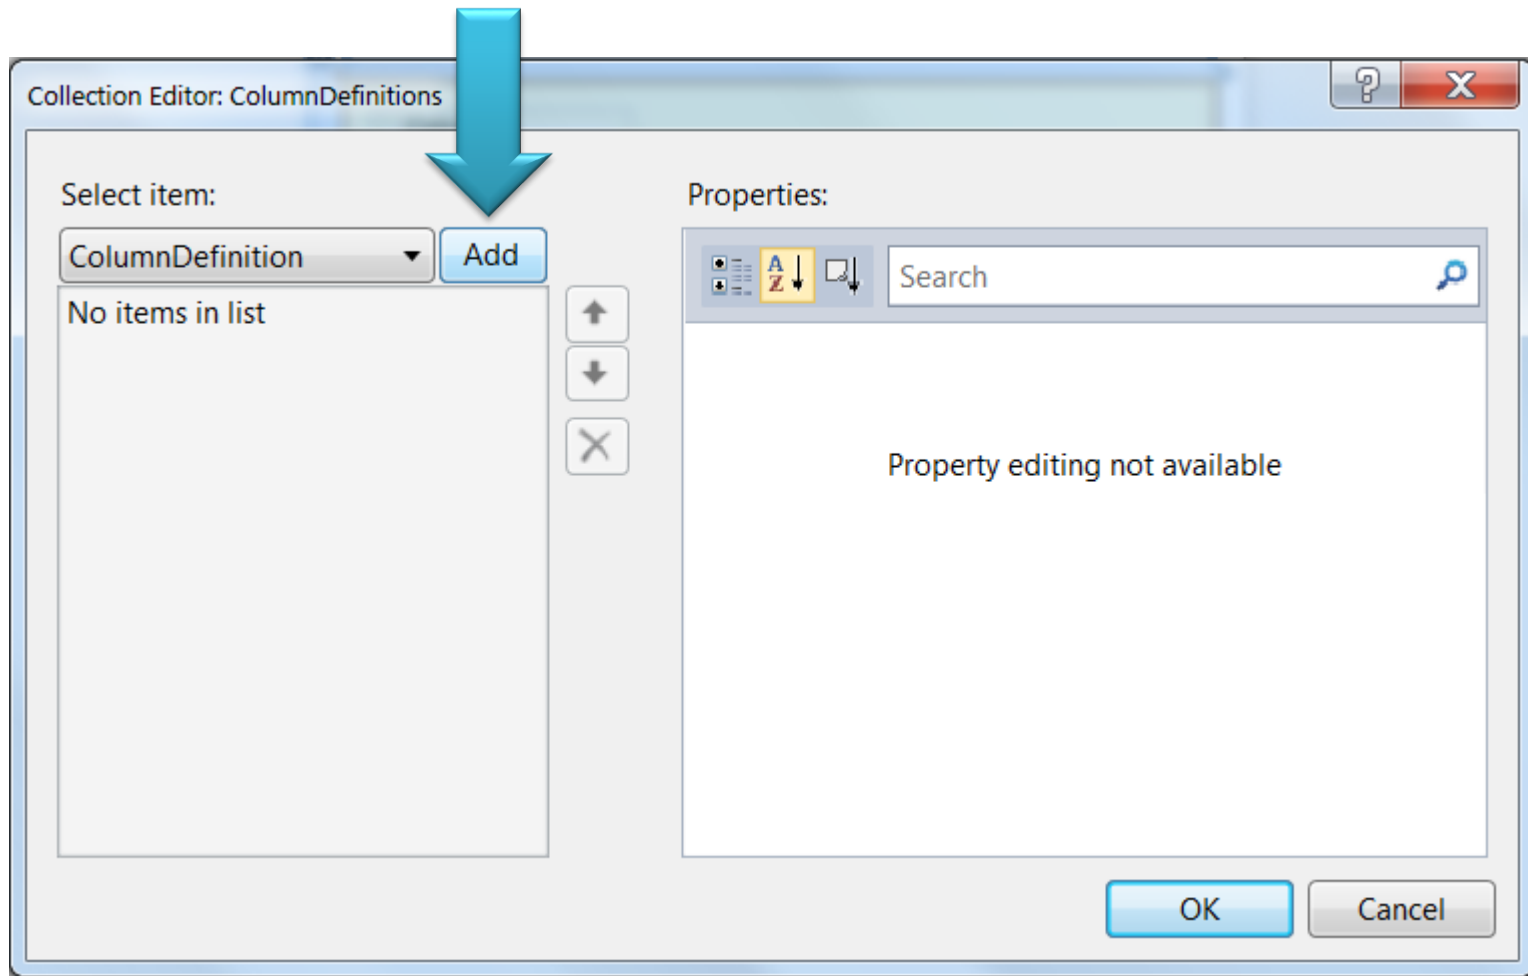 Collection Editor: ColumnDefinitions
Select item:
ColumnDefinition
Add
No items in list
Properties:
A
Z
Search
Property editing not available
OK
Cancel